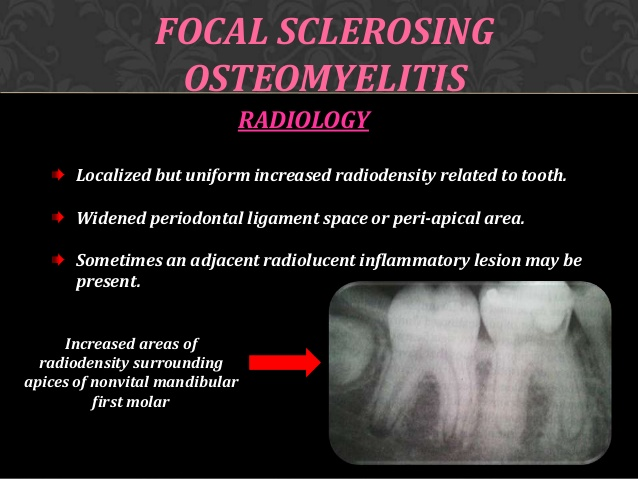 FOCAL SCLEROSING
OSTEOMYELITIS
RADIOLOGY
Localized but uniform increased radiodensity related to tooth.
Widened periodontal ligament space or peri-apical area.
Sometimes an adjacent radiolucent inflammatory lesion may be
present.
Increased areas of
radiodensity surrounding
apices of nonvital mandibular
first molar